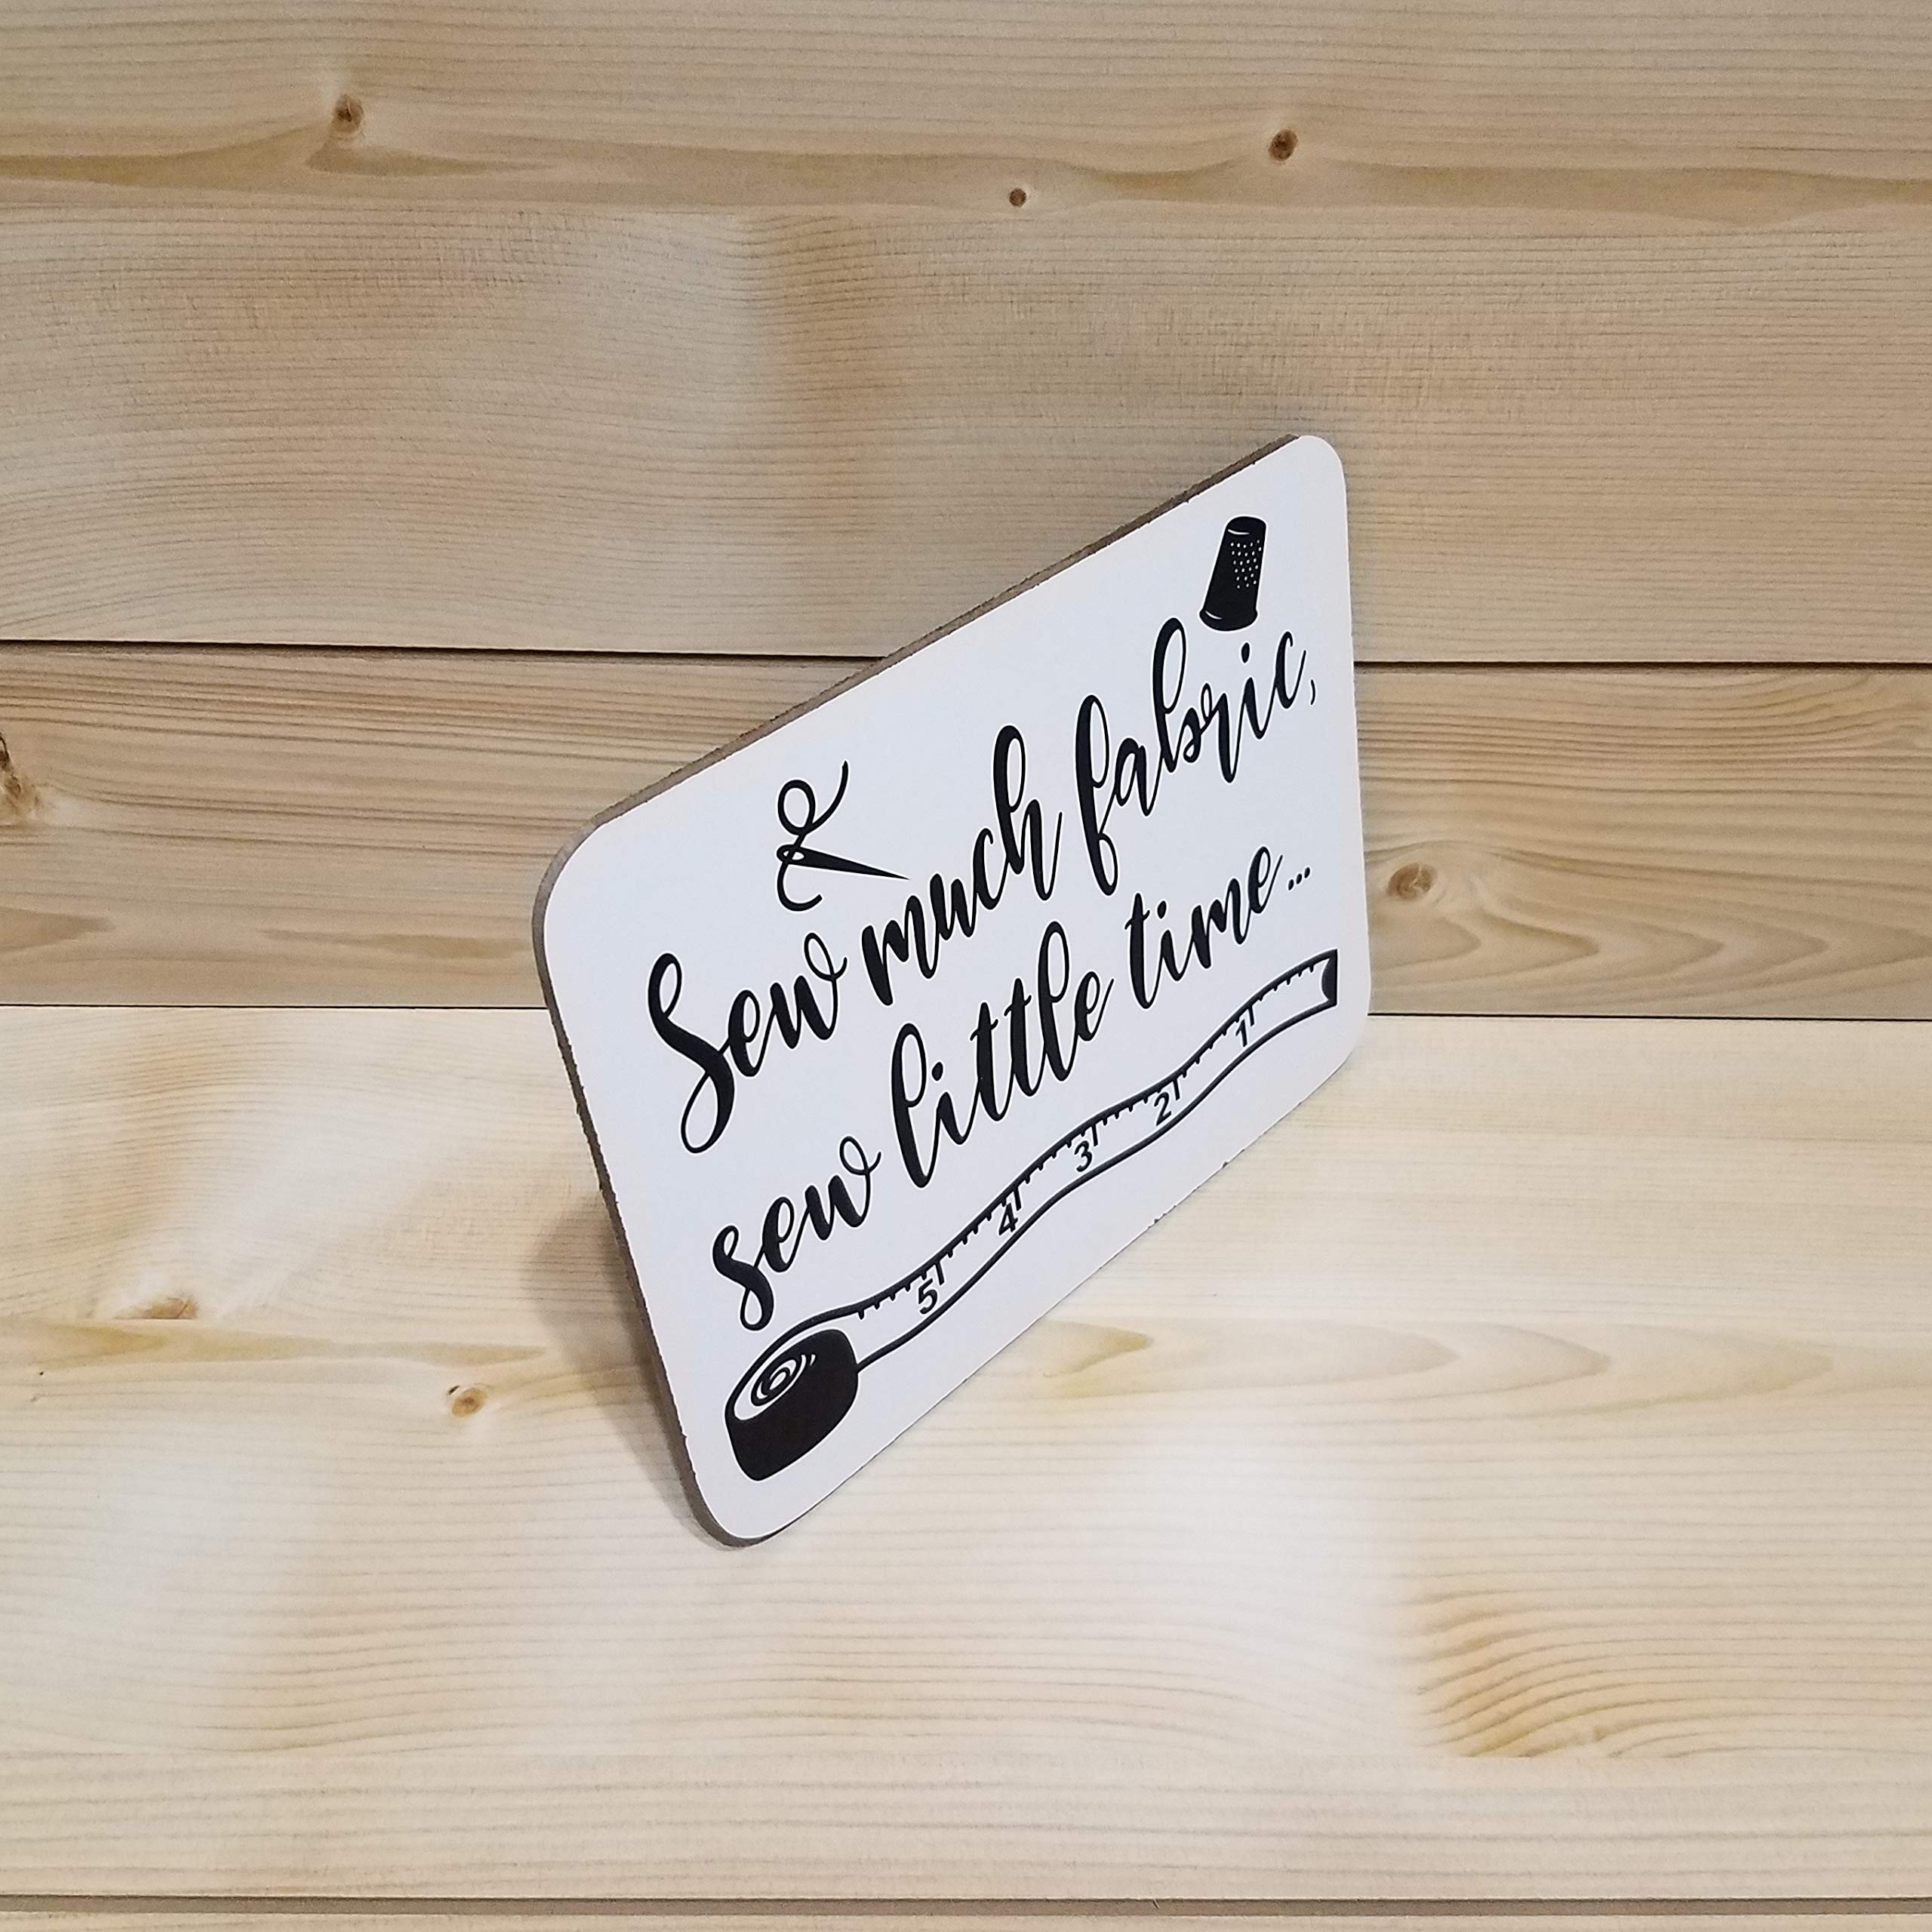 Sew much fabric,
sew little time...
5 4 3 2 1